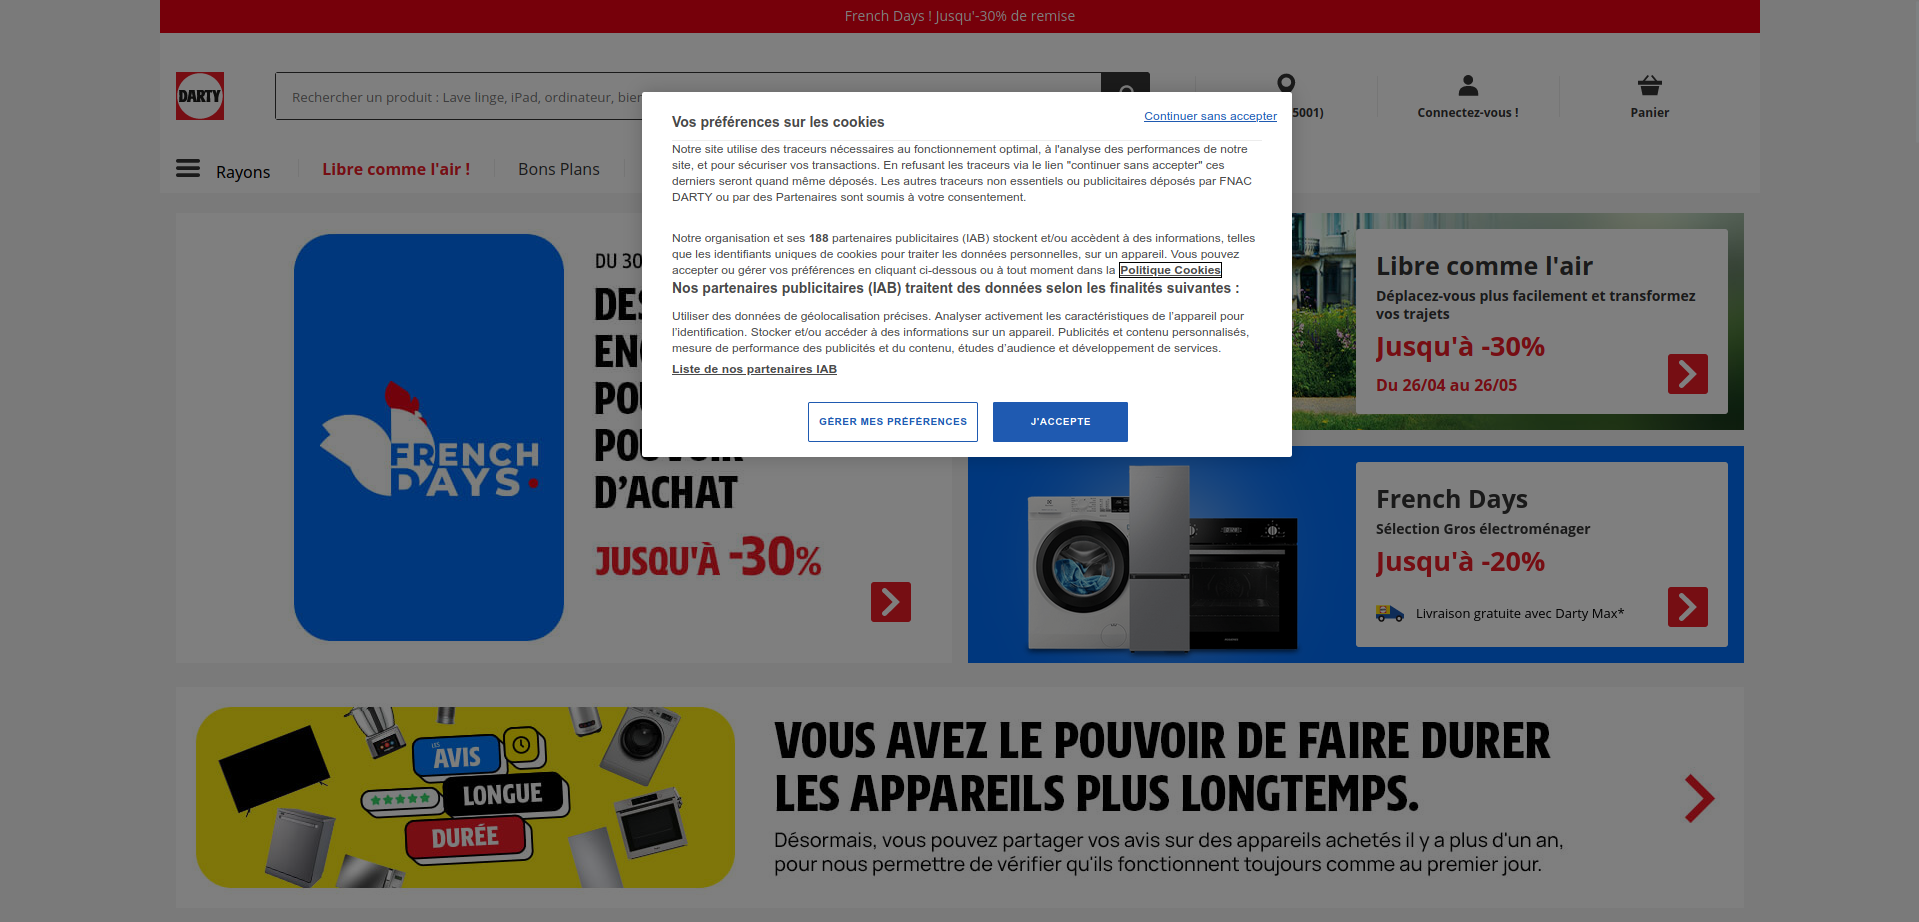 French Days ! Jusqu'-30% de remise
DARTY
Rechercher un produit : Lave linge, iPad, ordinateur,
5001)
Connectez-vous !
Panier
Rayons
Libre comme l'air !
Bons Plans
Vos préférences sur les cookies
Continuer sans accepter
Notre site utilise des traceurs nécessaires au fonctionnement optimal, à l'analyse des performances de notre
site, et pour sécuriser vos transactions. En refusant les traceurs via le lien "continuer sans accepter" ces
derniers seront quand même déposés. Les autres traceurs non essentiels ou publicitaires déposés par FNAC
DARTY ou par des Partenaires sont soumis à votre consentement.
Notre organisation et ses 188 partenaires publicitaires (IAB) stockent et/ou accèdent à des informations, telles
que les identifiants uniques de cookies pour traiter les données personnelles, sur un appareil. Vous pouvez
accepter ou gérer vos préférences en cliquant ci-dessous ou à tout moment dans la Politique Cookies
Nos partenaires publicitaires (IAB) traitent des données selon les finalités suivantes :
Utiliser des données de géolocalisation précises. Analyser activement les caractéristiques de l'appareil pour
l'identification. Stocker et/ou accéder à des informations sur un appareil. Publicités et contenu personnalisés,
mesure de performance des publicités et du contenu, études d'audience et développement de services.
Liste de nos partenaires IAB
GÉRER MES PRÉFÉRENCES
J'ACCEPTE
FRENCH
DAYS
DU 30
POUVOIR
D'ACHAT
JUSQU'À -30%
Libre comme l'air
Déplacez-vous plus facilement et transformez
vos trajets
Jusqu'à -30%
Du 26/04 au 26/05
French Days
Sélection Gros électroménager
Jusqu'à -20%
Livraison gratuite avec Darty Max*
LES
AVIS
LONGUE
DURÉE
VOUS AVEZ LE POUVOIR DE FAIRE DURER
LES APPAREILS PLUS LONGTEMPS.
Désormais, vous pouvez partager vos avis sur des appareils achetés il y a plus d'un an,
pour nous permettre de vérifier qu'ils fonctionnent toujours comme au premier jour.